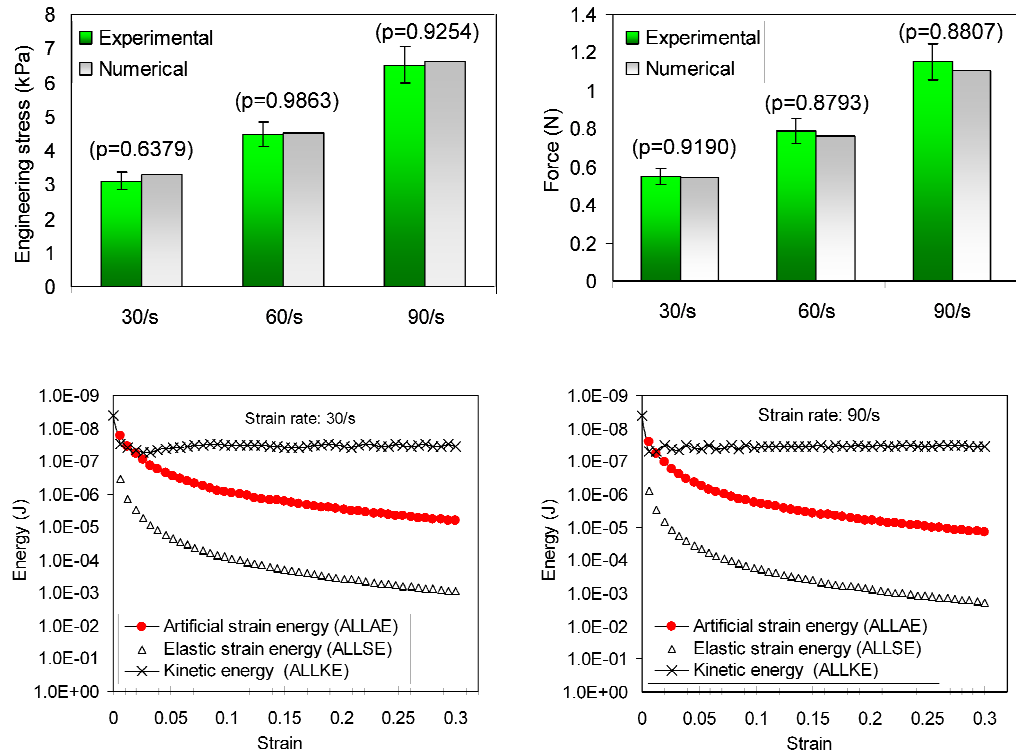 Engineering stress (kPa)
8
7
6
5
4
3
2
1
0
Experimental
Numerical
(p=0.6379)
(p=0.9863)
(p=0.9254)
30/s
60/s
90/s
Force (N)
1.4
1.2
1
0.8
0.6
0.4
0.2
0
Experimental
Numerical
(p=0.9190)
(p=0.8793)
(p=0.8807)
30/s
60/s
90/s
Energy (J)
1.0E-09
1.0E-08
1.0E-07
1.0E-06
1.0E-05
1.0E-04
1.0E-03
1.0E-02
1.0E-01
1.0E+00
Strain rate: 30/s
Artificial strain energy (ALLAE)
Elastic strain energy (ALLSE)
Kinetic energy (ALLKE)
0 0.05 0.1 0.15 0.2 0.25 0.3
Strain
Energy (J)
1.0E-09
1.0E-08
1.0E-07
1.0E-06
1.0E-05
1.0E-04
1.0E-03
1.0E-02
1.0E-01
1.0E+00
Strain rate: 90/s
Artificial strain energy (ALLAE)
Elastic strain energy (ALLSE)
Kinetic energy (ALLKE)
0 0.05 0.1 0.15 0.2 0.25 0.3
Strain